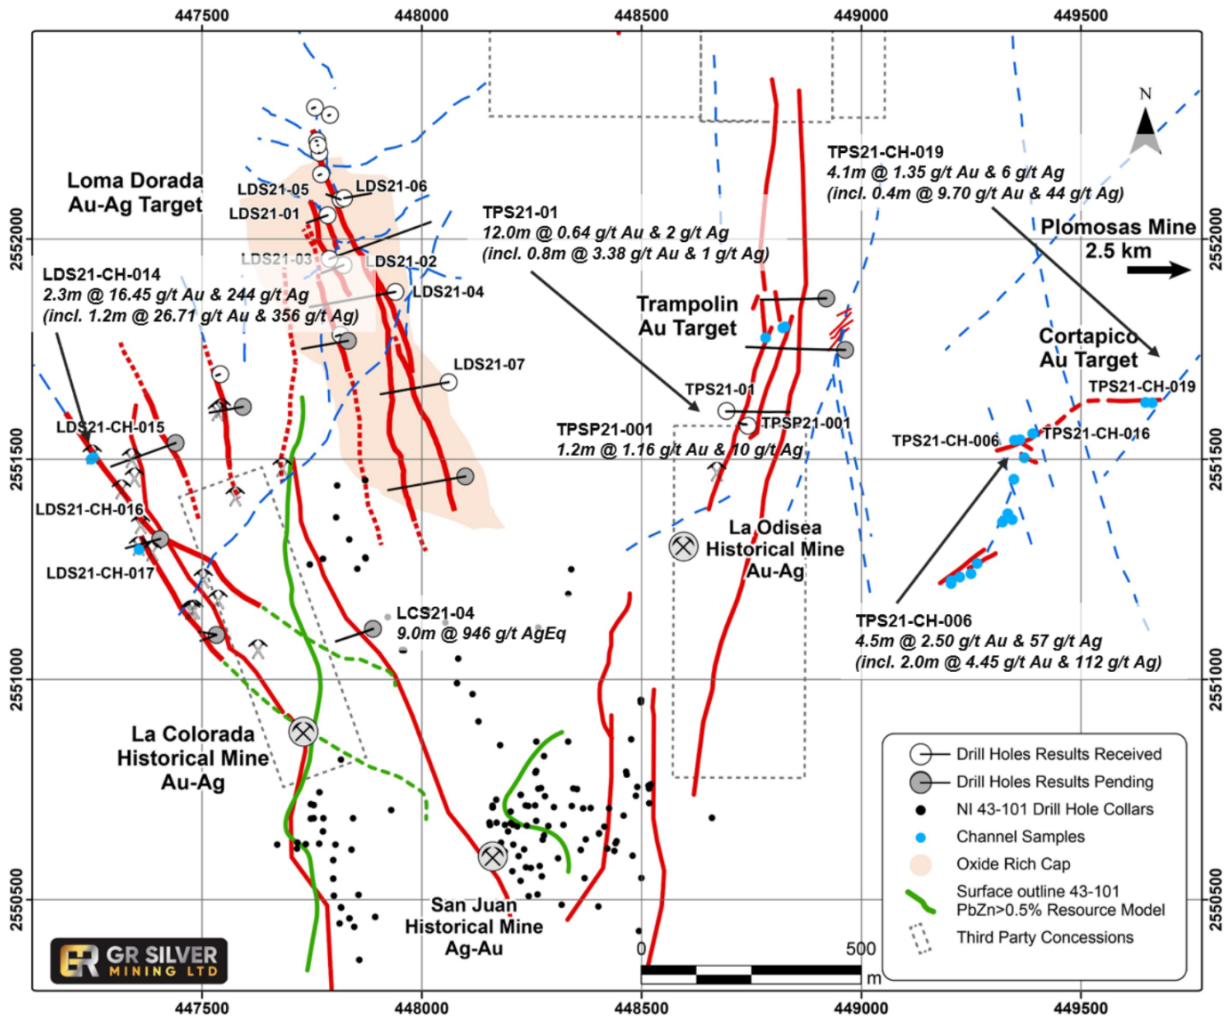 447500
448000
448500
449000
449500
N
TPS21-CH-019
4.1m @ 1.35 g/t Au & 6 g/t Ag
(incl. 0.4m @ 9.70 g/t Au & 44 g/t Ag)
Loma Dorada
Au-Ag Target
LDS21-05
LDS21-06
LDS21-01
TPS21-01
12.0m @ 0.64 g/t Au & 2 g/t Ag
(incl. 0.8m @ 3.38 g/t Au & 1 g/t Ag)
Plomosas Mine
2.5 km
2552000
2552000
LDS21-03
LDS21-02
LDS21-CH-014
2.3m @ 16.45 g/t Au & 244 g/t Ag
(incl. 1.2m @ 26.71 g/t Au & 356 g/t Ag)
LDS21-04
Trampolin
Au Target
Cortapico
Au Target
LDS21-07
TPS21-01
TPS21-CH-019
LDS21-CH-015
TPSP21-001
TPSP21-001
1.2m @ 1.16 g/t Au & 10 g/t Ag
TPS21-CH-006
TPS21-CH-016
2551500
2551500
LDS21-CH-016
La Odisea
Historical Mine
Au-Ag
LDS21-CH-017
LCS21-04
9.0m @ 946 g/t AgEq
TPS21-CH-006
4.5m @ 2.50 g/t Au & 57 g/t Ag
(incl. 2.0m @ 4.45 g/t Au & 112 g/t Ag)
2551000
2551000
La Colorada
Historical Mine
Au-Ag
Drill Holes Results Received
Drill Holes Results Pending
NI 43-101 Drill Hole Collars
Channel Samples
Oxide Rich Cap
Surface outline 43-101
PbZn>0.5% Resource Model
Third Party Concessions
2550500
2550500
San Juan
Historical Mine
Ag-Au
0
500
m
GR SILVER
MINING LTD
447500
448000
448500
449000
449500